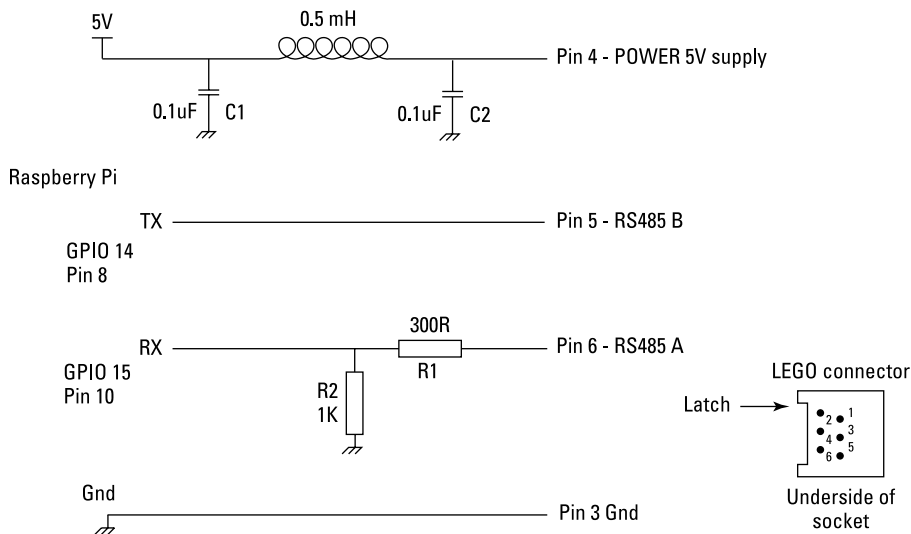 5V
0.5 mH
Pin 4 - POWER 5V supply
0.1uF
C1
0.1uF
C2
Raspberry Pi
TX
Pin 5 - RS485 B
GPIO 14
Pin 8
300R
RX
Pin 6 - RS485 A
R1
GPIO 15
Pin 10
R2
1K
LEGO connector
Latch
1
2
3
4
5
6
Underside of
socket
Gnd
Pin 3 Gnd